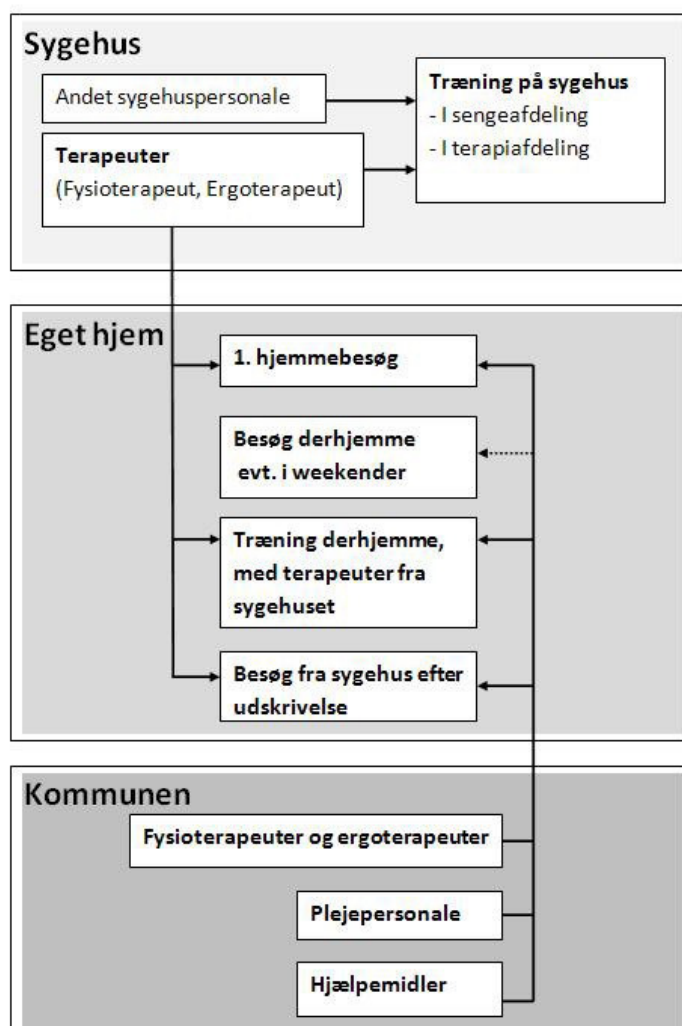 Sygehus
Andet sygehuspersonale
Terapeuter
(Fysioterapeut, Ergoterapeut)
Træning på sygehus
- I sengeafdeling
- I terapiafdeling
Eget hjem
1. hjemmebesøg
Besøg derhjemme
evt. i weekender
Træning derhjemme,
med terapeuter fra
sygehuset
Besøg fra sygehus efter
udskrivelse
Kommunen
Fysioterapeuter og ergoterapeuter
Plejepersonale
Hjælpemidler